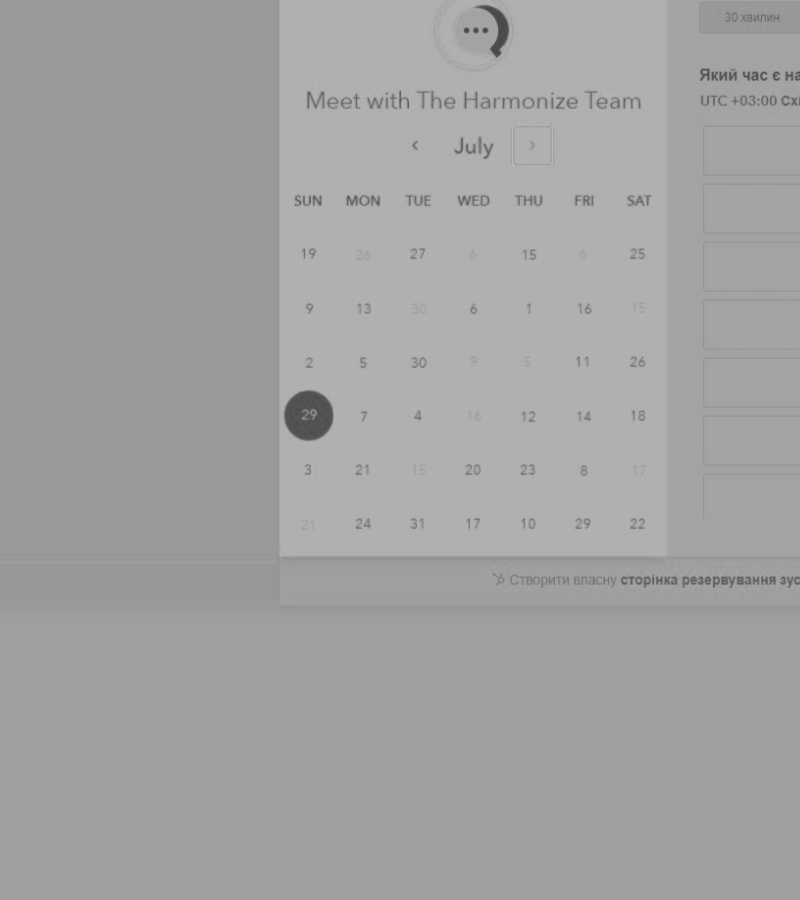 Meet with The Harmonize Team
July
SUN MON TUE WED THU FRI SAT
19 26 27 6 15 6 25
9 13 30 6 1 16 15
2 5 30 9 5 11 26
29 7 4 16 12 14 18
3 21 15 20 23 8 17
21 24 31 17 10 29 22
30 хвилин
Який час є на
UTC +03:00 Схі
Створити власну сторінка резервування зус